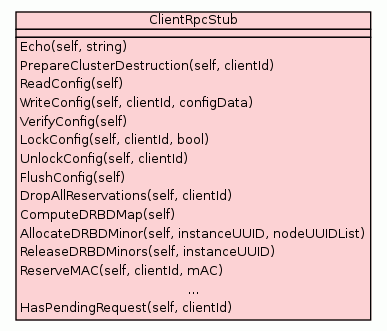 ClientRpcStub
Echo(self, string)
PrepareClusterDestruction(self, clientId)
ReadConfig(self)
WriteConfig(self, clientId, configData)
VerifyConfig(self)
LockConfig(self, clientId, bool)
UnlockConfig(self, clientId)
FlushConfig(self)
DropAllReservations(self, clientId)
ComputeDRBDMap(self)
AllocateDRBDMinor(self, instanceUUID, nodeUUIDList)
ReleaseDRBDMinors(self, instanceUUID)
ReserveMAC(self, clientId, mAC)
...
HasPendingRequest(self, clientId)